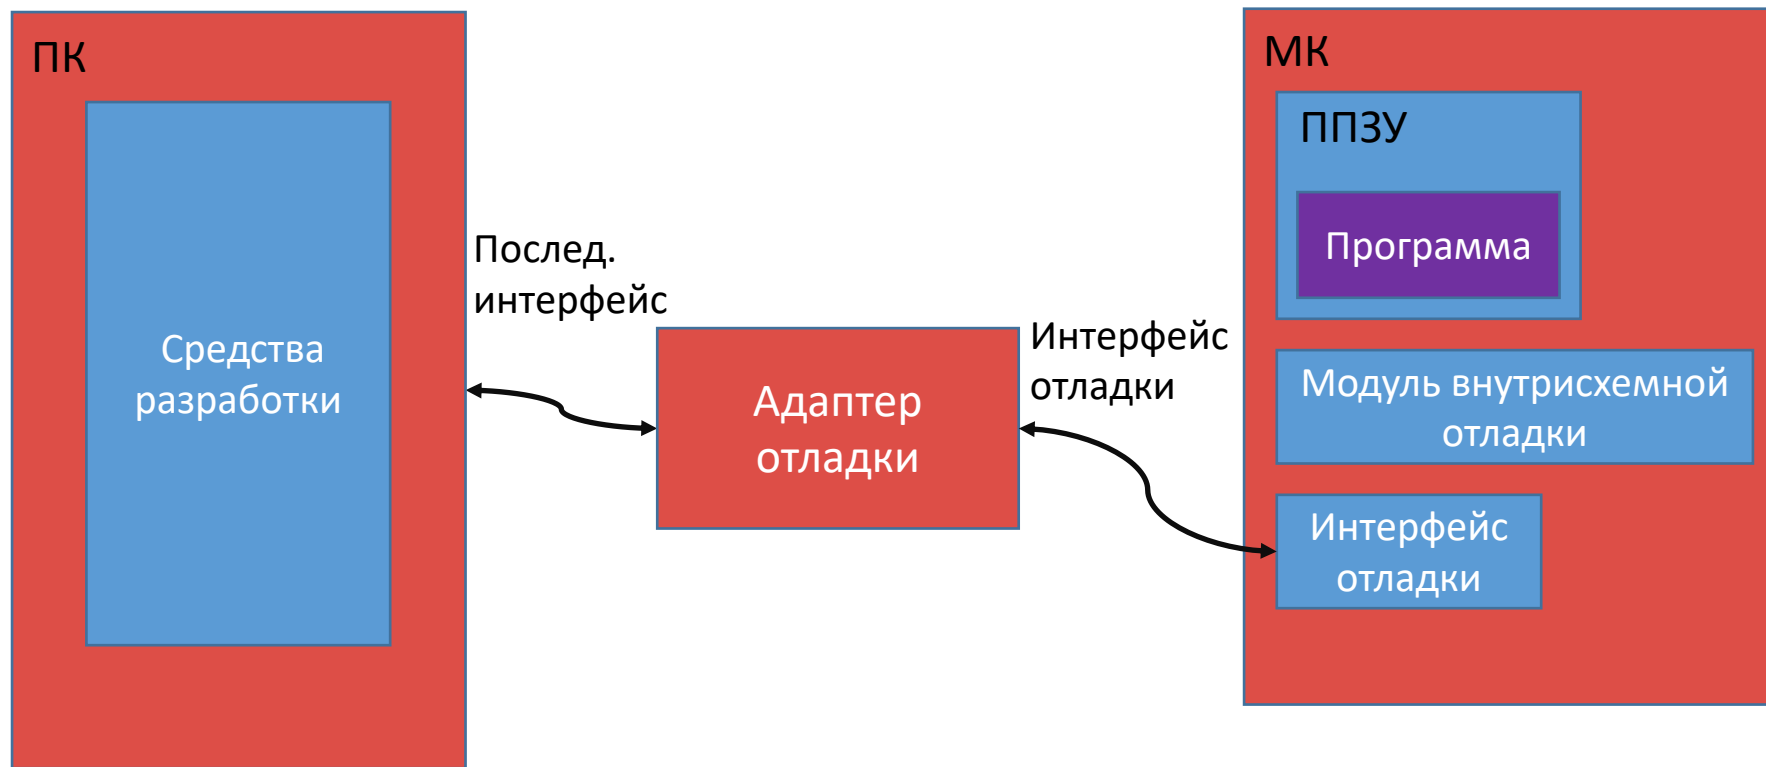 ПК
Средства
разработки
Послед.
интерфейс
Адаптер
отладки
Интерфейс
отладки
МК
ППЗУ
Программа
Модуль внутрисхемной
отладки
Интерфейс
отладки